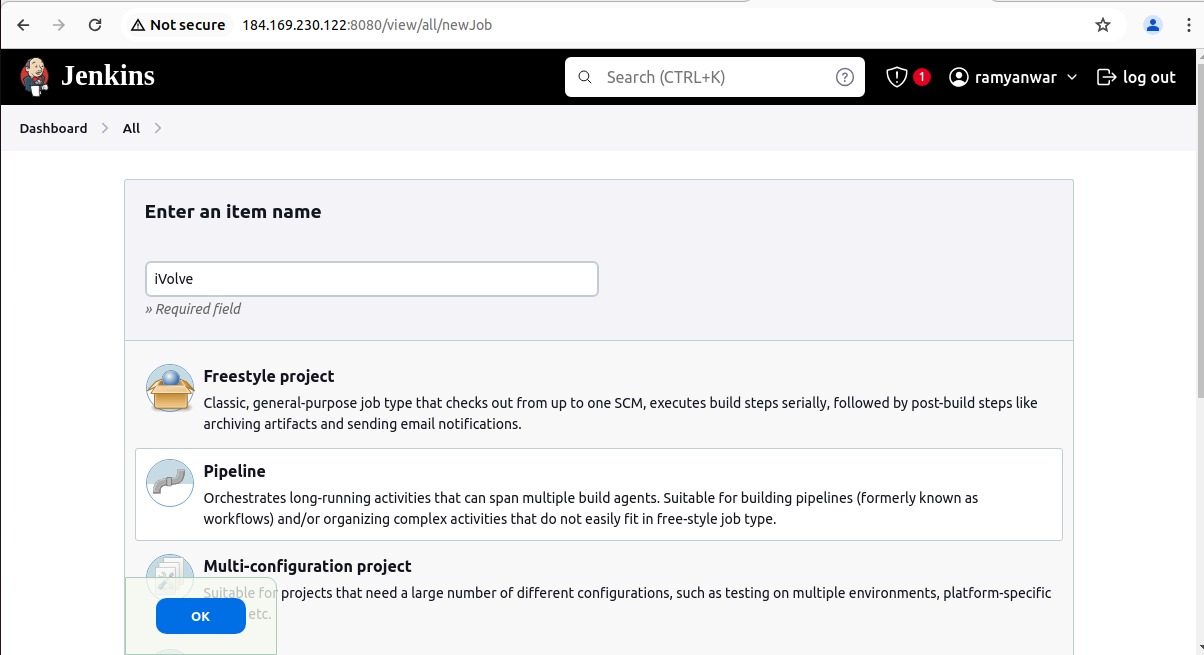 Not secure 184.169.230.122:8080/view/all/newJob
Jenkins Search (CTRL+K) ? 1 ramyanwar log out
Dashboard All
Enter an item name
iVolve
» Required field
Freestyle project
Classic, general-purpose job type that checks out from up to one SCM, executes build steps serially, followed by post-build steps like
archiving artifacts and sending email notifications.
Pipeline
Orchestrates long-running activities that can span multiple build agents. Suitable for building pipelines (formerly known as
workflows) and/or organizing complex activities that do not easily fit in free-style job type.
Multi-configuration project
Suitable for projects that need a large number of different configurations, such as testing on multiple environments, platform-specific
etc.
OK